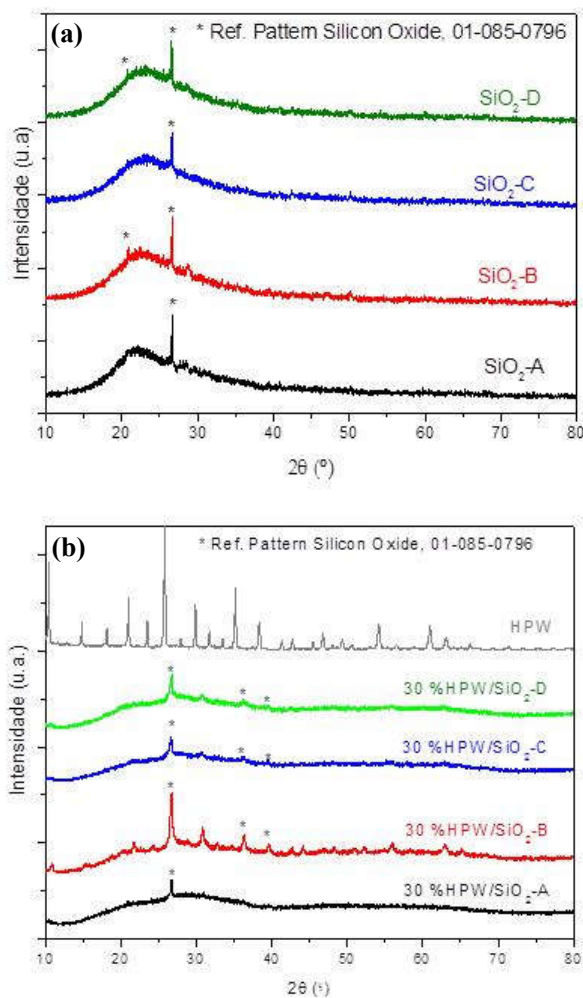 (a)
* Ref. Pattern Silicon Oxide, 01-085-0796
*
*
SiO₂-D
*
SiO₂-C
*
*
SiO₂-B
*
SiO₂-A
Intensidade (u.a)
10 20 30 40 50 60 70 80
2θ (º)
(b)
* Ref. Pattern Silicon Oxide, 01-085-0796
HPW
*
* *
30 %HPW/SiO₂-D
*
* *
30 %HPW/SiO₂-C
*
* *
30 %HPW/SiO₂-B
*
30 %HPW/SiO₂-A
Intensidade (u.a.)
10 20 30 40 50 60 70 80
2θ